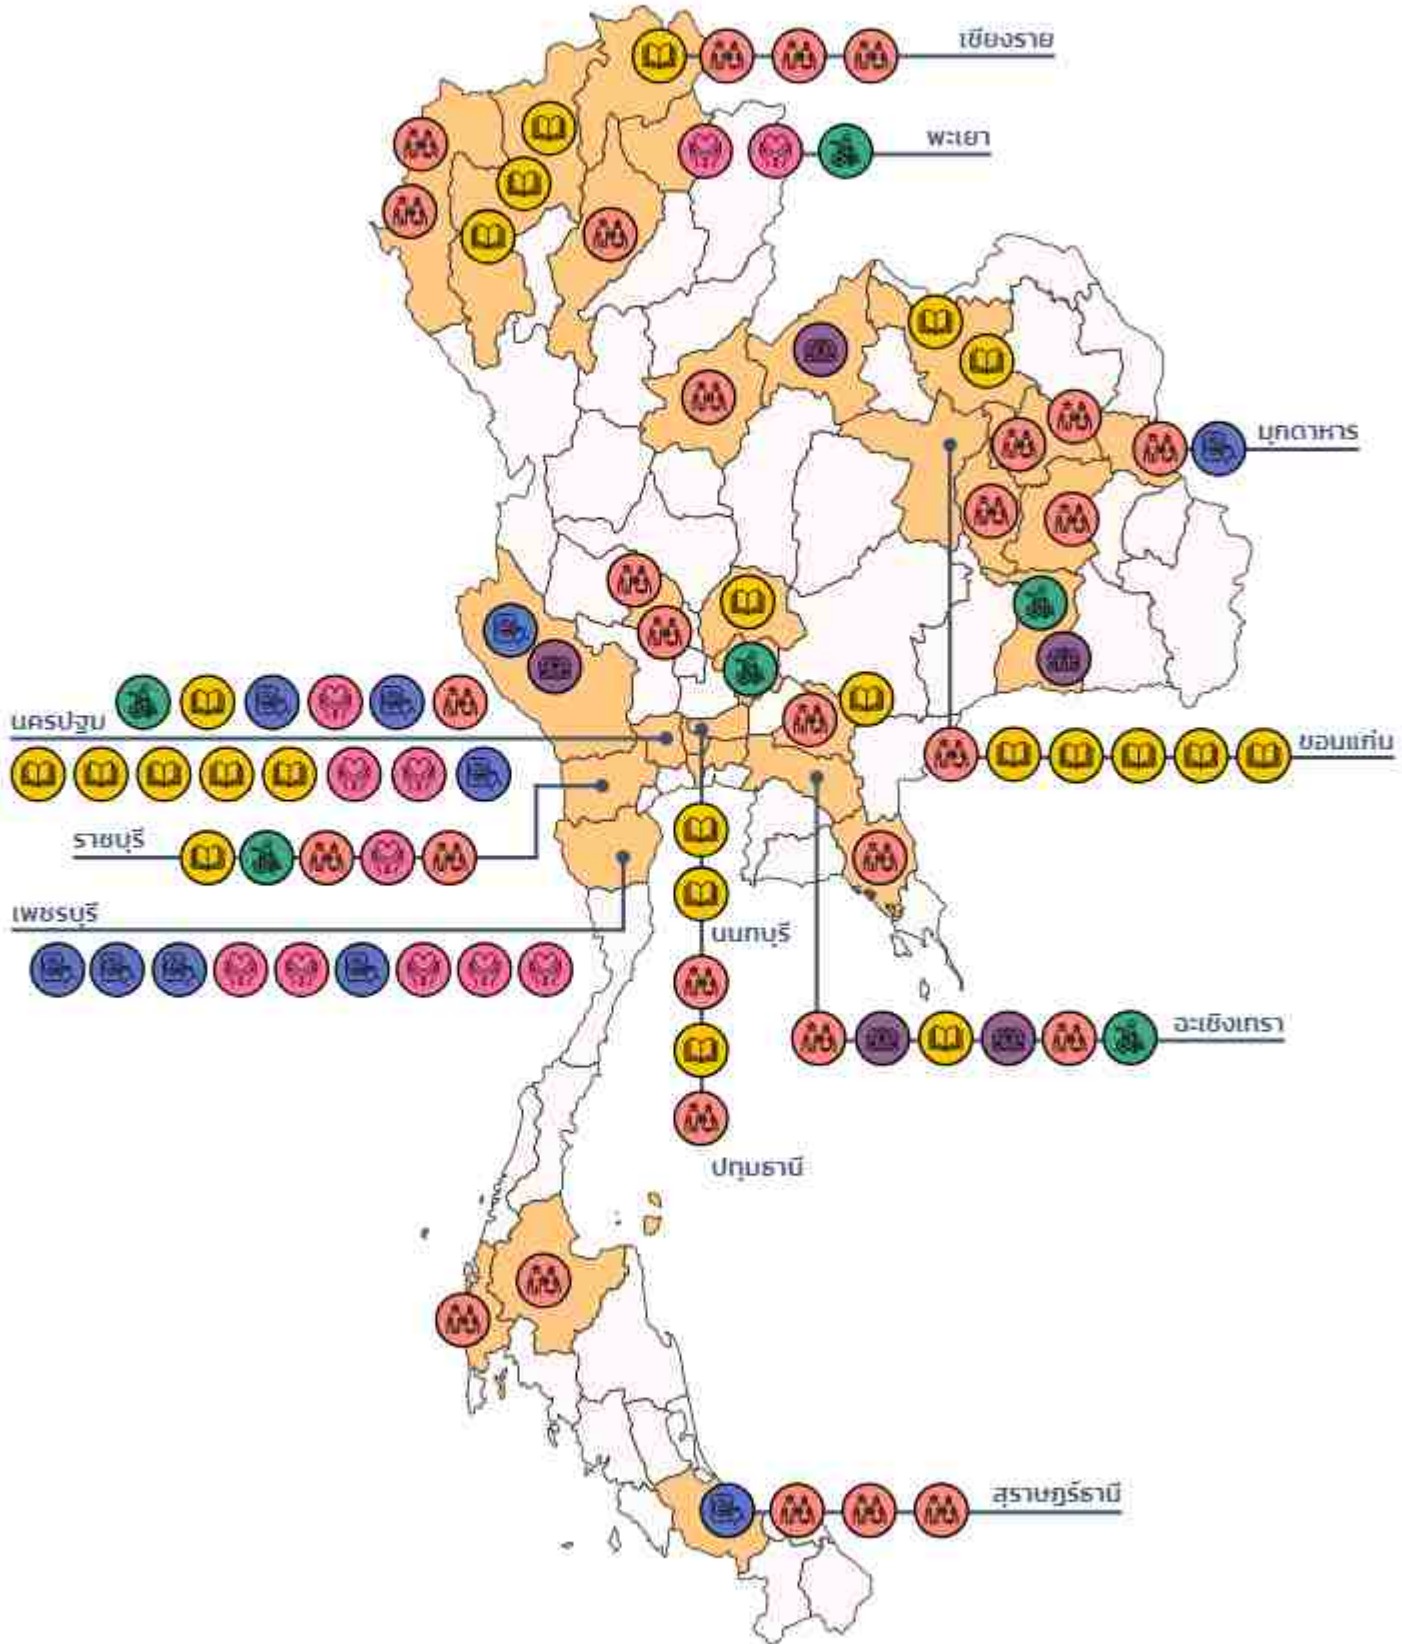 เชียงราย
พะเยา
มุกดาหาร
นครปฐม
ขอนแก่น
ราชบุรี
เพชรบุรี
นนทบุรี
ฉะเชิงเทรา
ปทุมธานี
สุราษฎร์ธานี